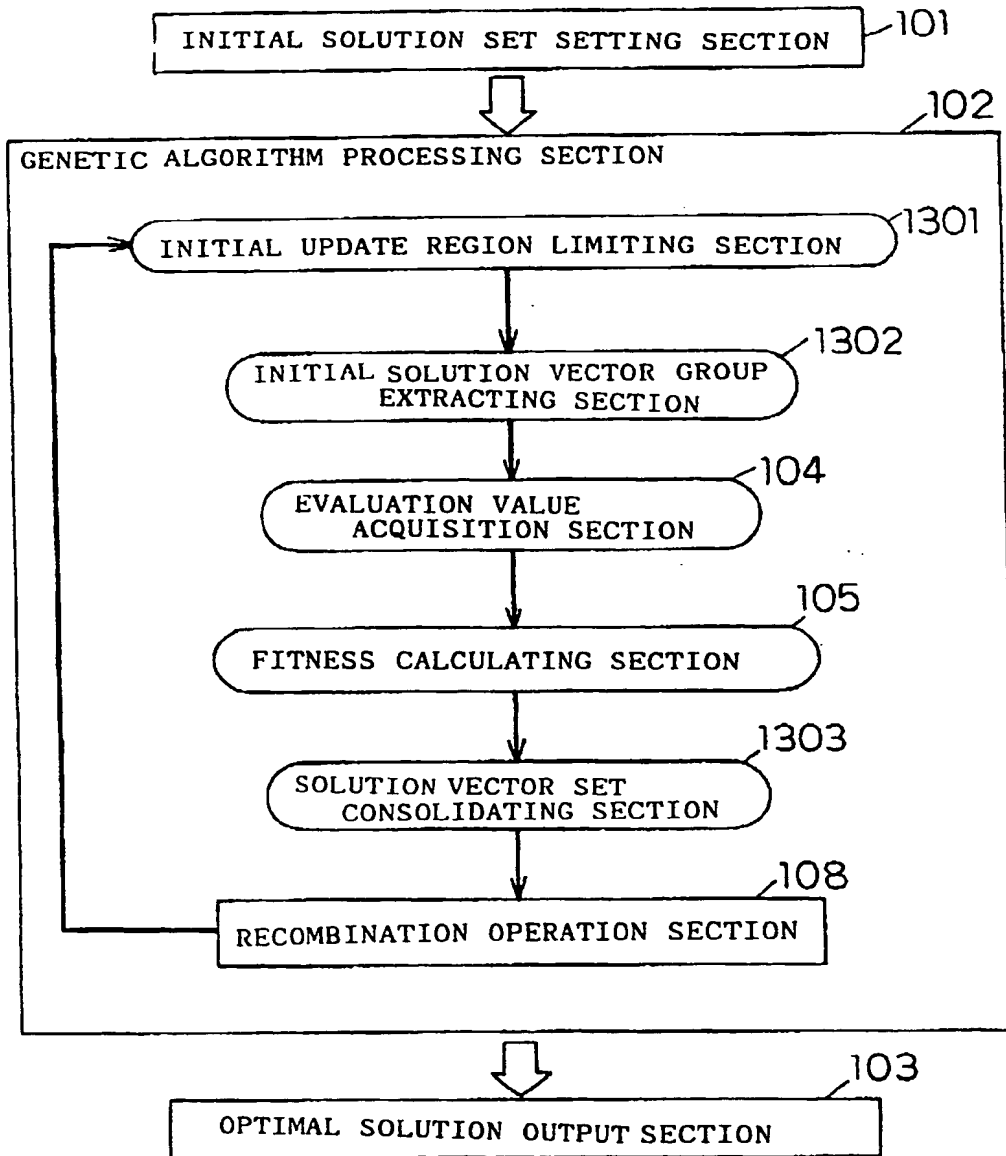 101
INITIAL SOLUTION SET SETTING SECTION
102
GENETIC ALGORITHM PROCESSING SECTION
1301
INITIAL UPDATE REGION LIMITING SECTION
1302
INITIAL SOLUTION VECTOR GROUP
EXTRACTING SECTION
104
EVALUATION VALUE
ACQUISITION SECTION
105
FITNESS CALCULATING SECTION
1303
SOLUTION VECTOR SET
CONSOLIDATING SECTION
108
RECOMBINATION OPERATION SECTION
103
OPTIMAL SOLUTION OUTPUT SECTION